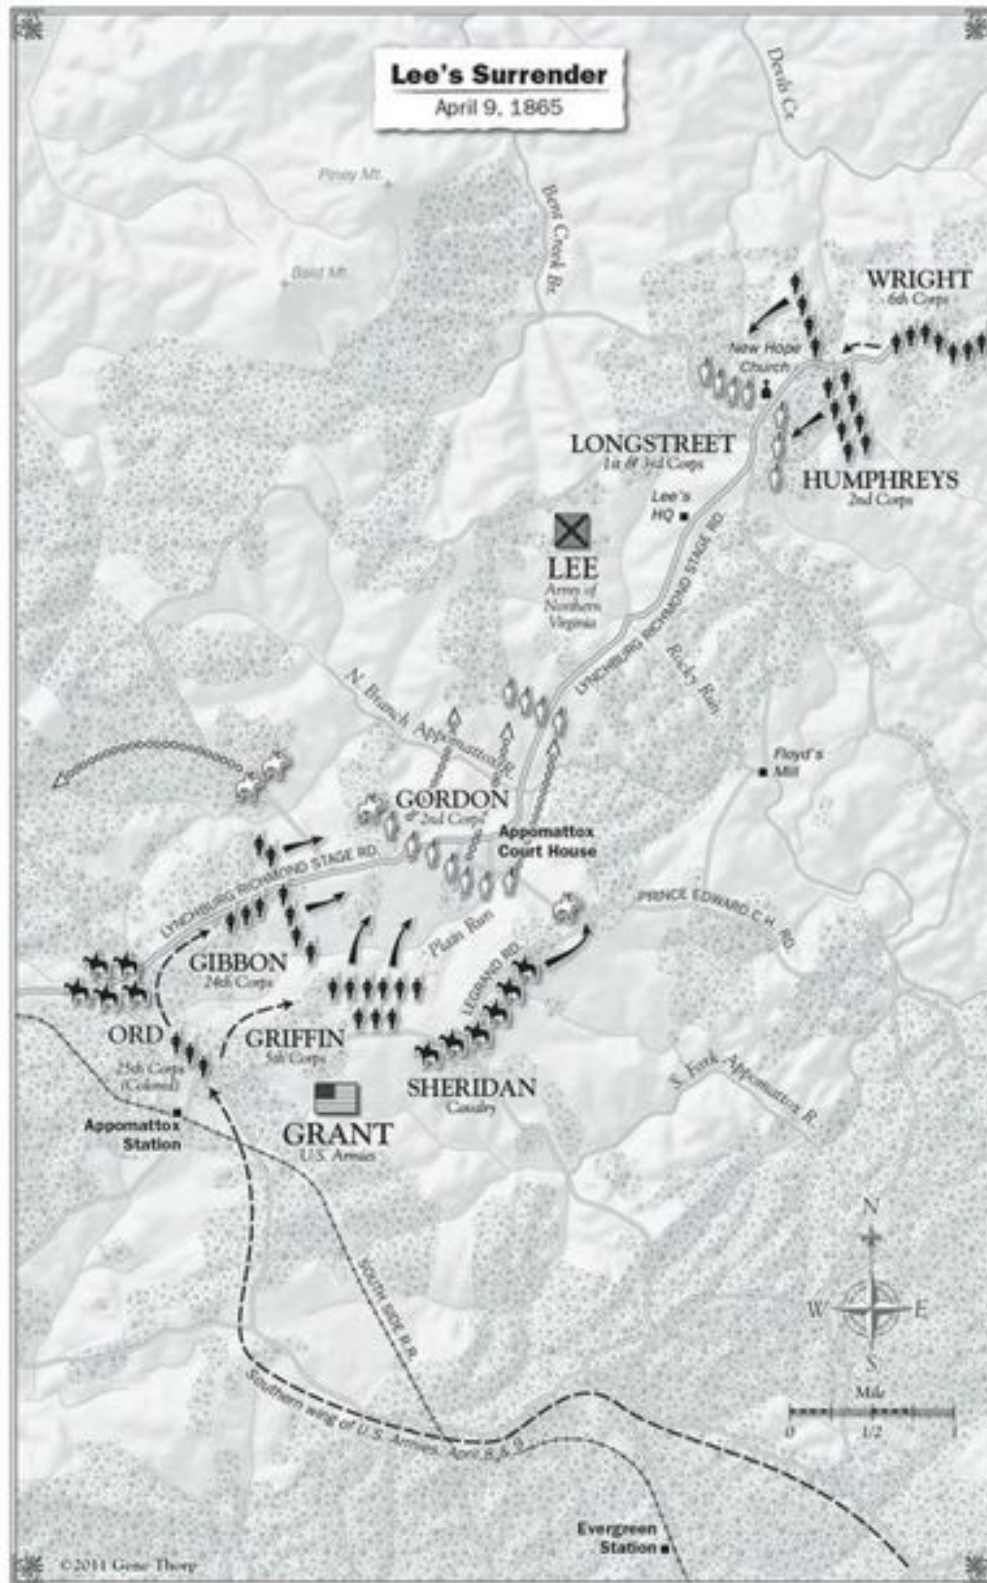 Lee's Surrender
April 9, 1865
Devils Cr.
Piney Mt.
Bald Mt.
Bent Creek Br.
WRIGHT
6th Corps
New Hope
Church
LONGSTREET
1st & 3rd Corps
HUMPHREYS
2nd Corps
Lee's
HQ
LEE
Army of
Northern
Virginia
LYNCHBURG RICHMOND STAGE RD.
Rocky Run
N. Branch Appomattox R.
Floyd's
Mill
GORDON
2nd Corps
Appomattox
Court House
LYNCHBURG RICHMOND STAGE RD.
PRINCE EDWARD C.H. RD.
Plain Run
LEGRAND RD.
GIBBON
24th Corps
ORD
25th Corps
(Colored)
GRIFFIN
5th Corps
SHERIDAN
Cavalry
S. Fork Appomattox R.
Appomattox
Station
GRANT
U.S. Armies
SOUTH SIDE R.R.
N
W E
S
Mile
0 1/2 1
Southern wing of U.S. Armies, April 8 & 9
Evergreen
Station
©2011 Gene Thorp